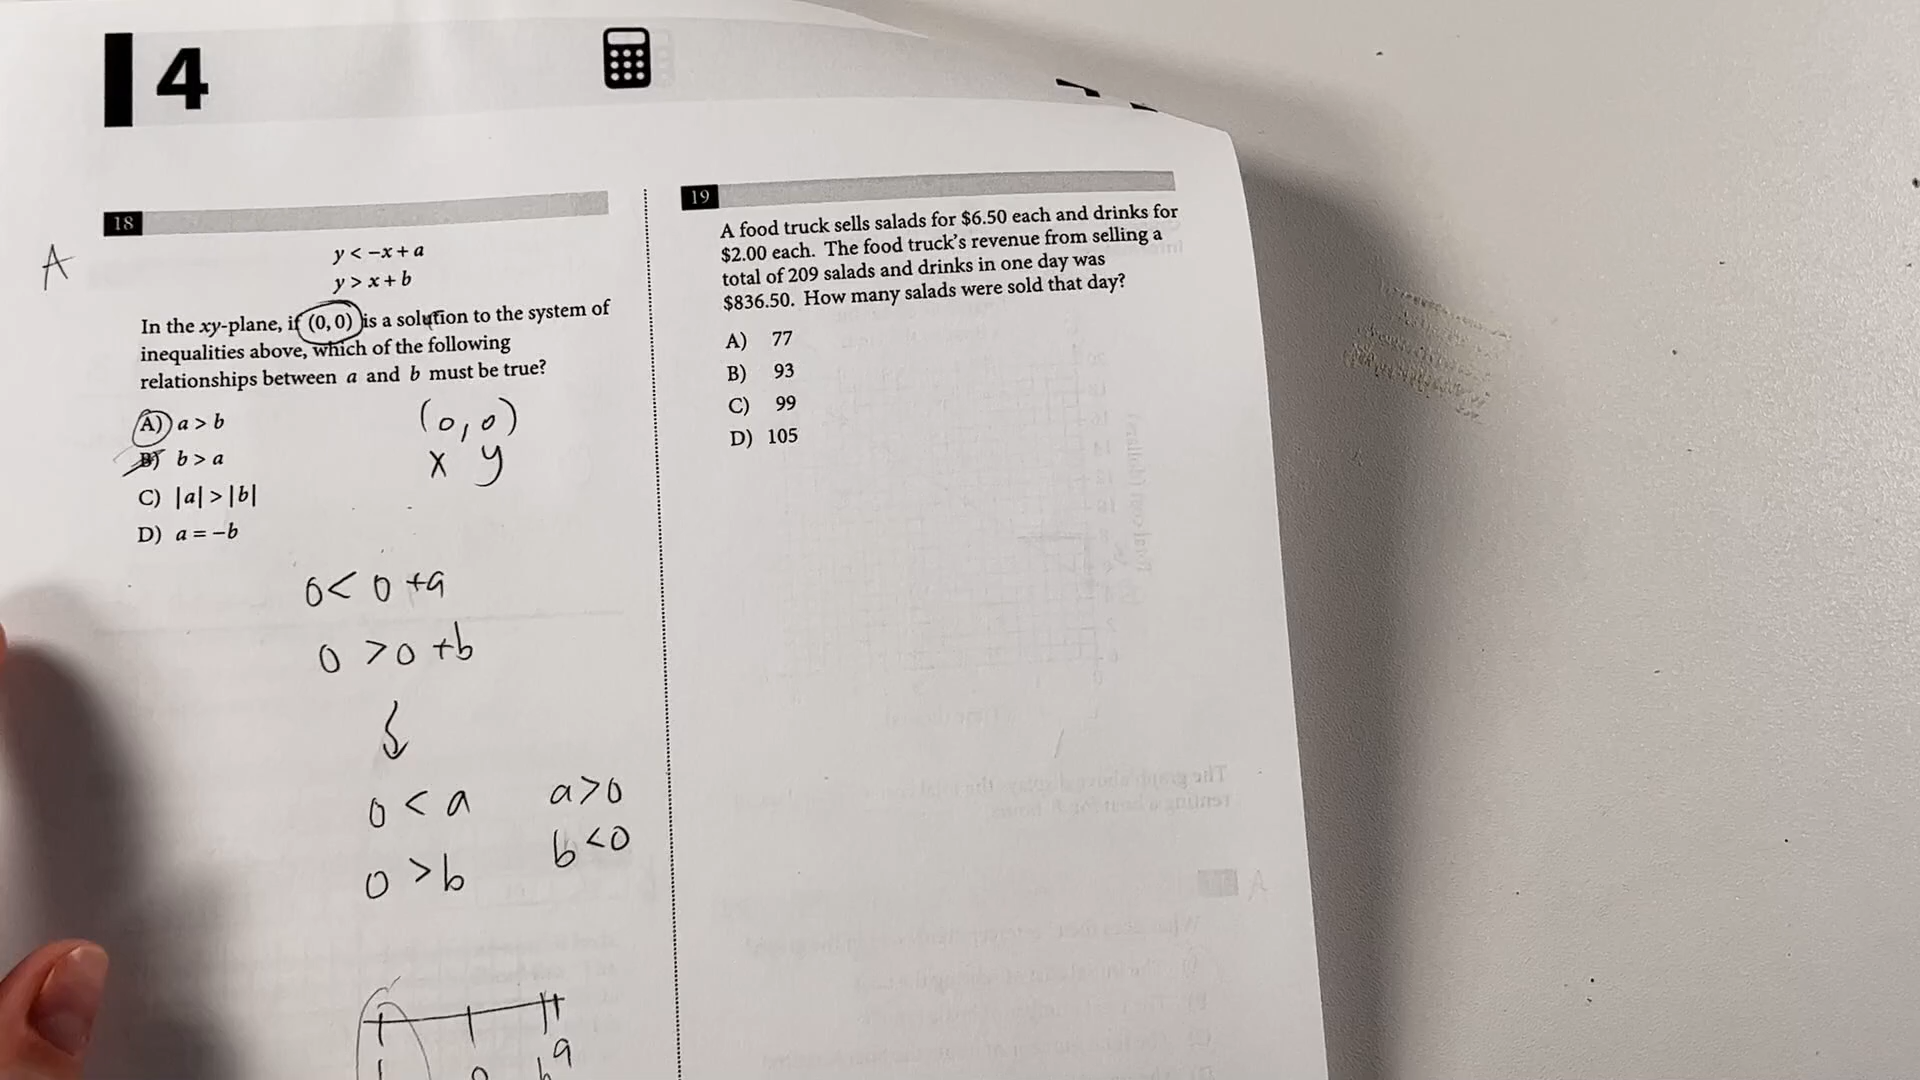 4
18
A
y < −x + a
y > x + b
In the xy-plane, if (0, 0) is a solution to the system of
inequalities above, which of the following
relationships between a and b must be true?
A) a > b
B) b > a
C) |a| > |b|
D) a = −b
(0, 0)
x y
0 < 0 + a
0 > 0 + b
0 < a
0 > b
a > 0
b < 0
19
A food truck sells salads for $6.50 each and drinks for
$2.00 each. The food truck's revenue from selling a
total of 209 salads and drinks in one day was
$836.50. How many salads were sold that day?
A) 77
B) 93
C) 99
D) 105